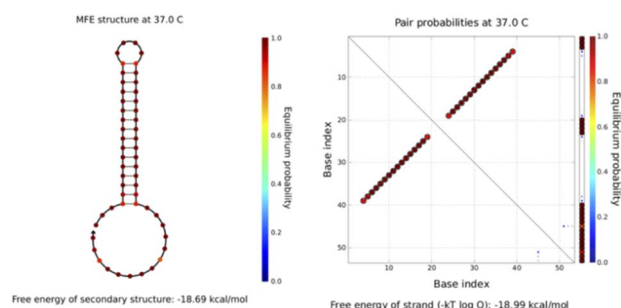 MFE structure at 37.0 C
1.0
0.8
0.6
0.4
0.2
0.0
Equilibrium probability
Free energy of secondary structure: -18.69 kcal/mol
Pair probabilities at 37.0 C
Base index
10
20
30
40
50
10 20 30 40 50
Base index
1.0
0.8
0.6
0.4
0.2
0.0
Equilibrium probability
Free energy of strand (-kT log Q): -18.99 kcal/mol